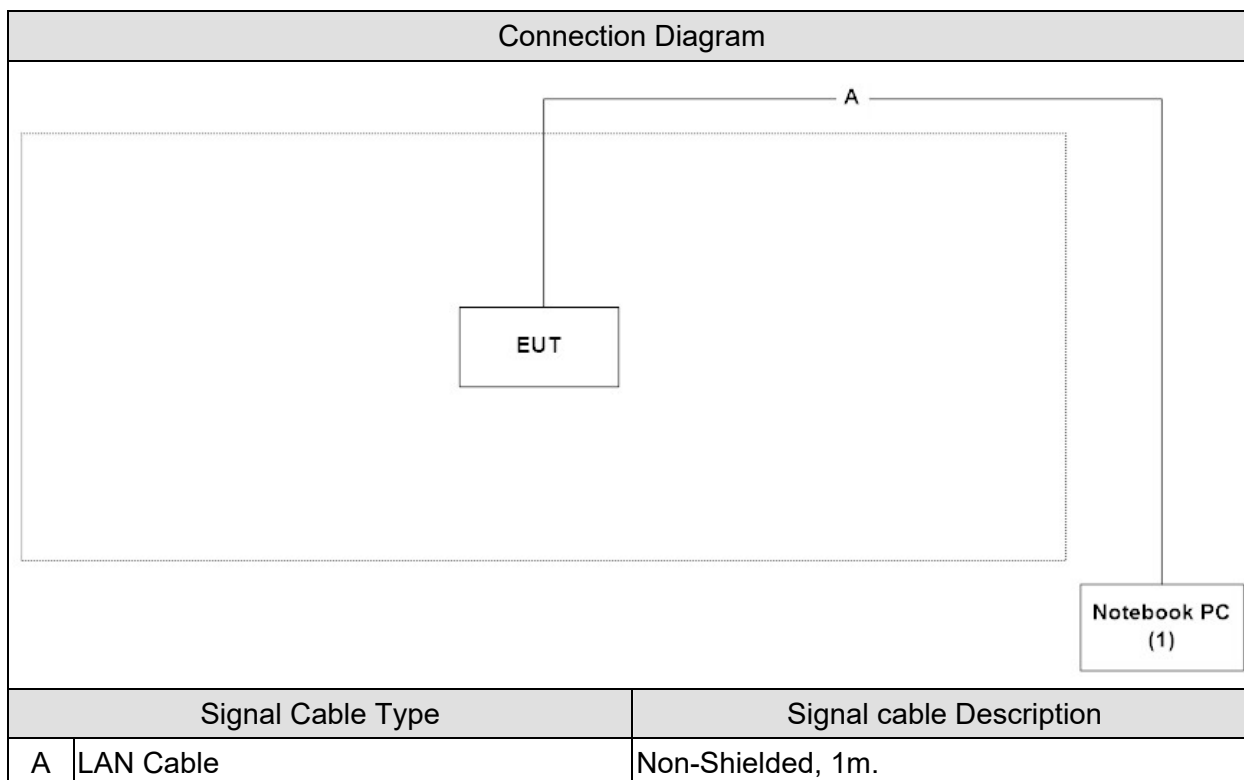 Connection Diagram
A
EUT
Notebook PC
(1)
Signal Cable Type Signal cable Description
A LAN Cable Non-Shielded, 1m.